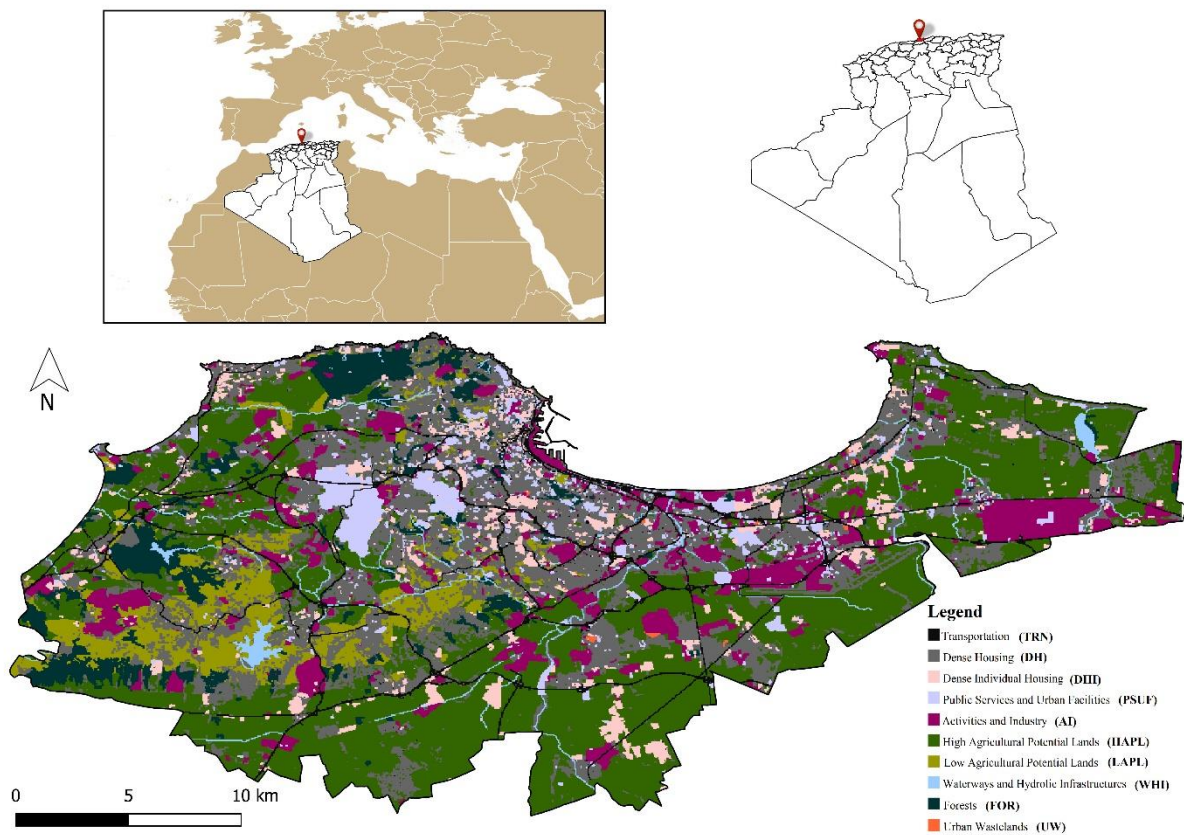 N
Legend
Transportation (TRN)
Dense Housing (DH)
Dense Individual Housing (DIH)
Public Services and Urban Facilities (PSUF)
Activities and Industry (AI)
High Agricultural Potential Lands (HAPL)
Low Agricultural Potential Lands (LAPL)
Waterways and Hydrolic Infrastructures (WHI)
Forests (FOR)
Urban Wastelands (UW)
0 5 10 km